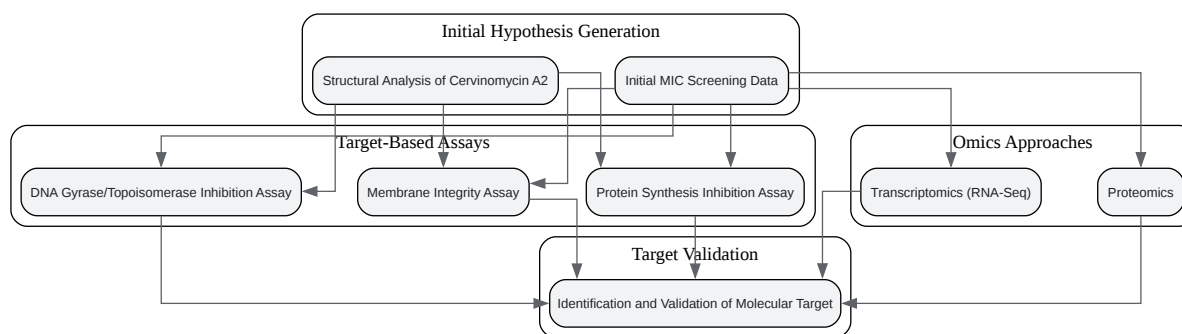 Initial Hypothesis Generation
Structural Analysis of Cervinomycin A2
Initial MIC Screening Data
Target-Based Assays
Omics Approaches
DNA Gyrase/Topoisomerase Inhibition Assay
Membrane Integrity Assay
Protein Synthesis Inhibition Assay
Transcriptomics (RNA-Seq)
Proteomics
Target Validation
Identification and Validation of Molecular Target